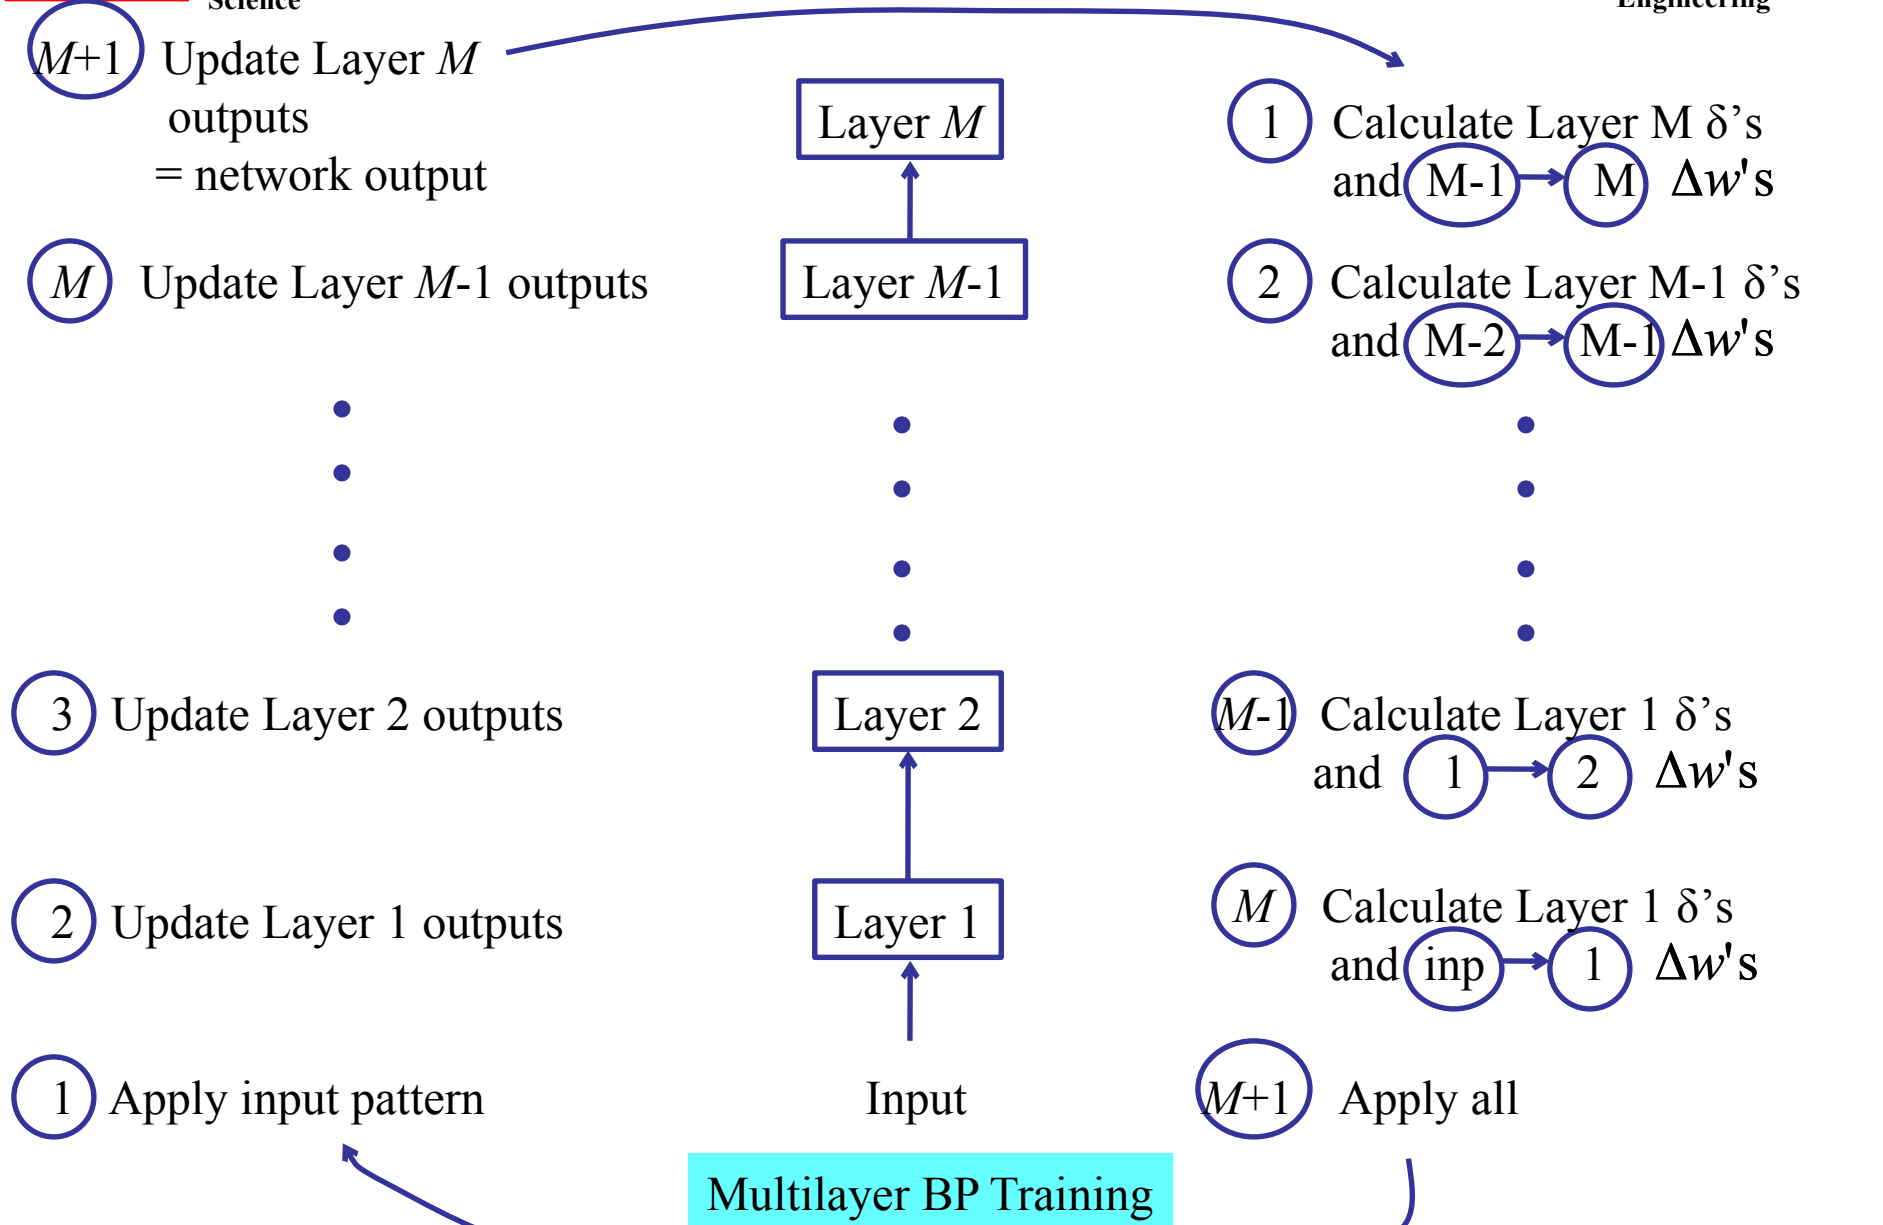 Science
Engineering
M+1 Update Layer M
outputs
= network output
M Update Layer M-1 outputs
3 Update Layer 2 outputs
2 Update Layer 1 outputs
1 Apply input pattern
Layer M
Layer M-1
Layer 2
Layer 1
Input
1 Calculate Layer M δ’s
and M-1 M Δw's
2 Calculate Layer M-1 δ’s
and M-2 M-1 Δw's
M-1 Calculate Layer 1 δ’s
and 1 2 Δw's
M Calculate Layer 1 δ’s
and inp 1 Δw's
M+1 Apply all
Multilayer BP Training